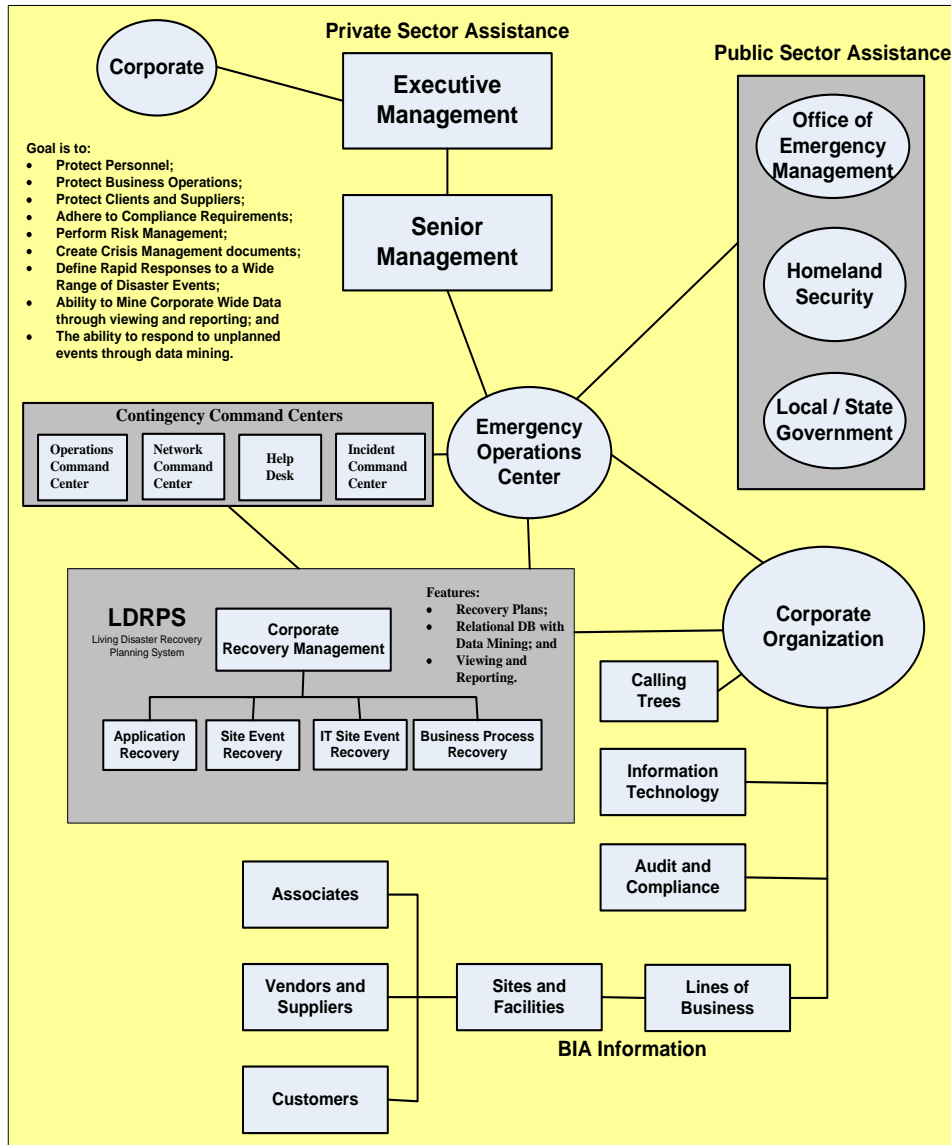 Private Sector Assistance
Corporate
Executive
Management
Public Sector Assistance
Office of
Emergency
Management
Homeland
Security
Local / State
Government
Goal is to:
• Protect Personnel;
• Protect Business Operations;
• Protect Clients and Suppliers;
• Adhere to Compliance Requirements;
• Perform Risk Management;
• Create Crisis Management documents;
• Define Rapid Responses to a Wide
Range of Disaster Events;
• Ability to Mine Corporate Wide Data
through viewing and reporting; and
• The ability to respond to unplanned
events through data mining.
Senior
Management
Contingency Command Centers
Operations
Command
Center
Network
Command
Center
Help
Desk
Incident
Command
Center
Emergency
Operations
Center
LDRPS
Living Disaster Recovery
Planning System
Corporate
Recovery Management
Features:
• Recovery Plans;
• Relational DB with
Data Mining; and
• Viewing and
Reporting.
Application
Recovery
Site Event
Recovery
IT Site Event
Recovery
Business Process
Recovery
Corporate
Organization
Calling
Trees
Information
Technology
Audit and
Compliance
Associates
Vendors and
Suppliers
Sites and
Facilities
Lines of
Business
BIA Information
Customers